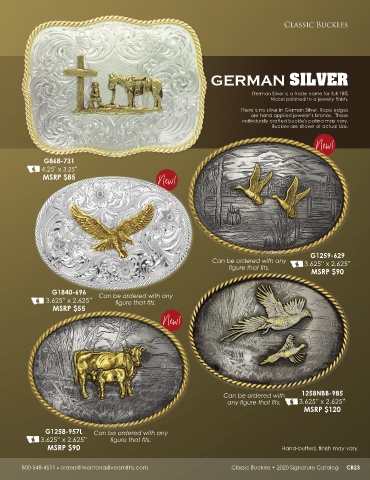 Classic Buckles
GERMAN SILVER
German Silver is a trade name for full 18%
Nickel polished to a jewelry finish.
There is no silver in German Silver. Rope edges
are hand applied jeweler's bronze. These
individually crafted buckle's patina may vary.
Buckles are shown at actual size.
New!
G868-731
4.25" x 3.25"
MSRP $85
New!
G1259-629
3.625" x 2.625"
MSRP $90
Can be ordered with any
figure that fits.
G1840-696
3.625" x 2.625"
MSRP $55
Can be ordered with any
figure that fits.
New!
1258NBB-985
3.625" x 2.625"
MSRP $120
Can be ordered with
any figure that fits.
G1258-957L
3.625" x 2.625"
MSRP $90
Can be ordered with any
figure that fits.
Hand-buffed, finish may vary.
800-548-4511 • orders@montanasilversmiths.com
Classic Buckles • 2020 Signature Catalog CB23